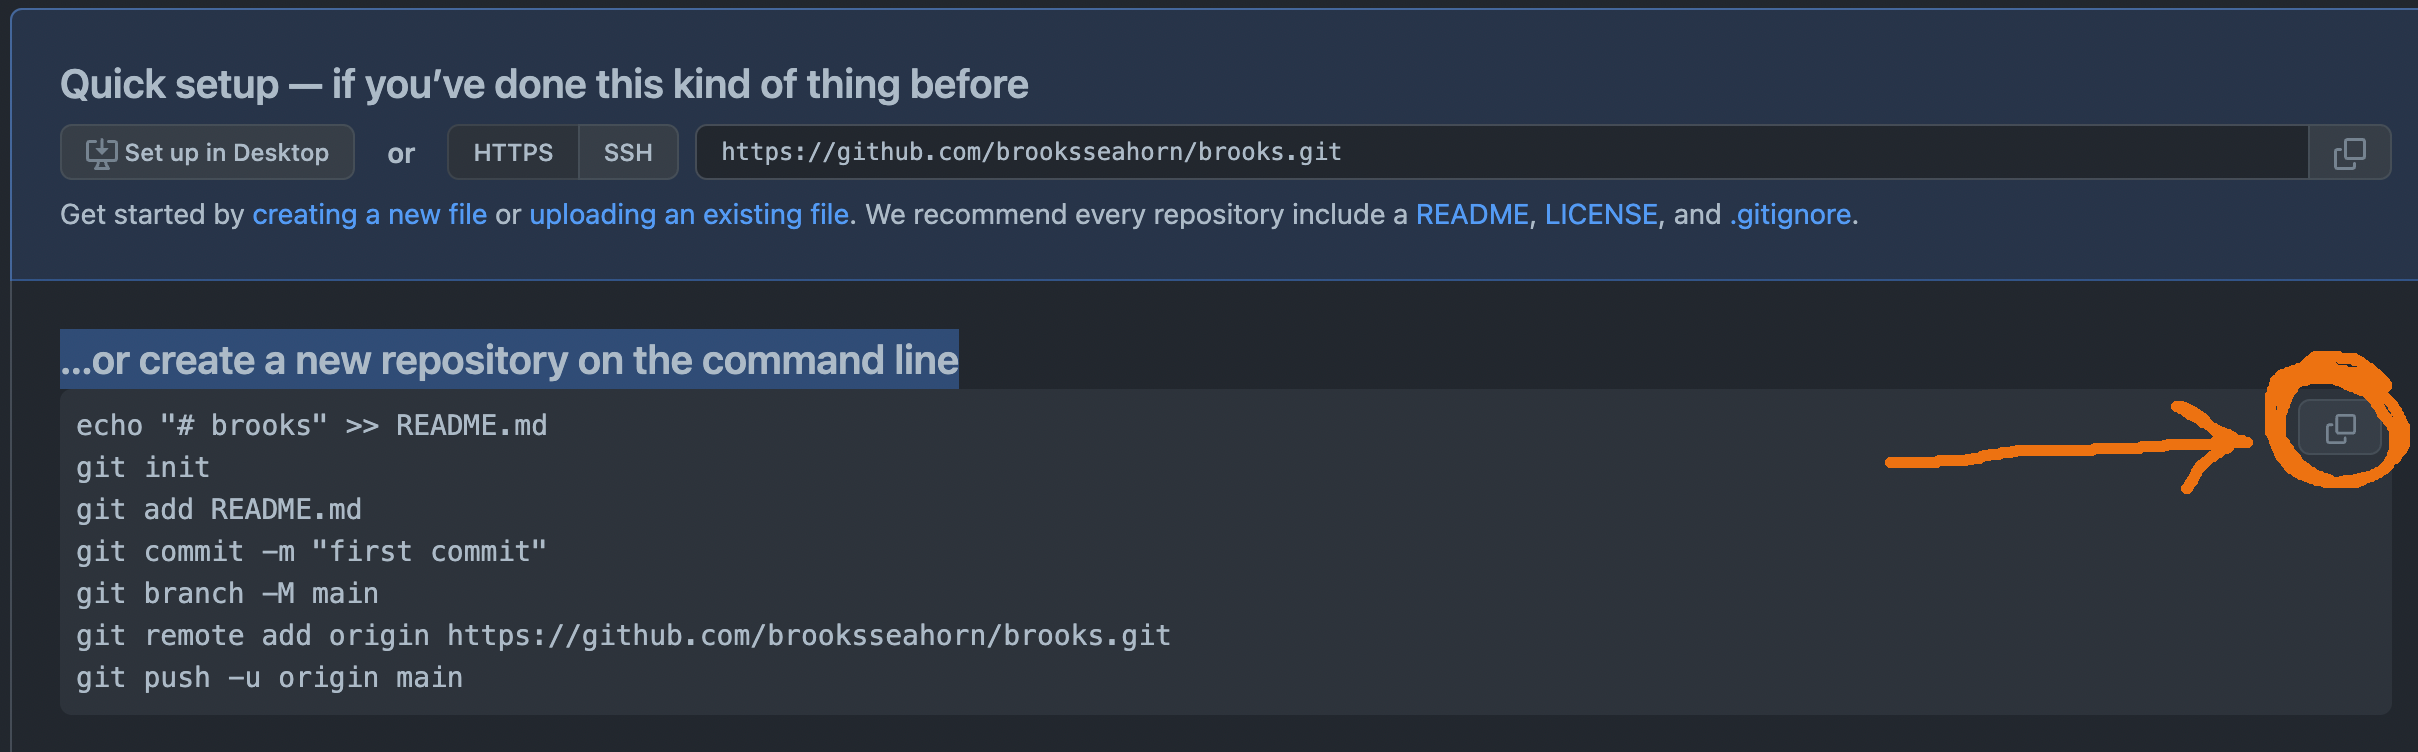 Quick setup — if you’ve done this kind of thing before
Set up in Desktop or HTTPS SSH https://github.com/brooksseahorn/brooks.git
Get started by creating a new file or uploading an existing file. We recommend every repository include a README, LICENSE, and .gitignore.
…or create a new repository on the command line
echo "# brooks" >> README.md
git init
git add README.md
git commit -m "first commit"
git branch -M main
git remote add origin https://github.com/brooksseahorn/brooks.git
git push -u origin main